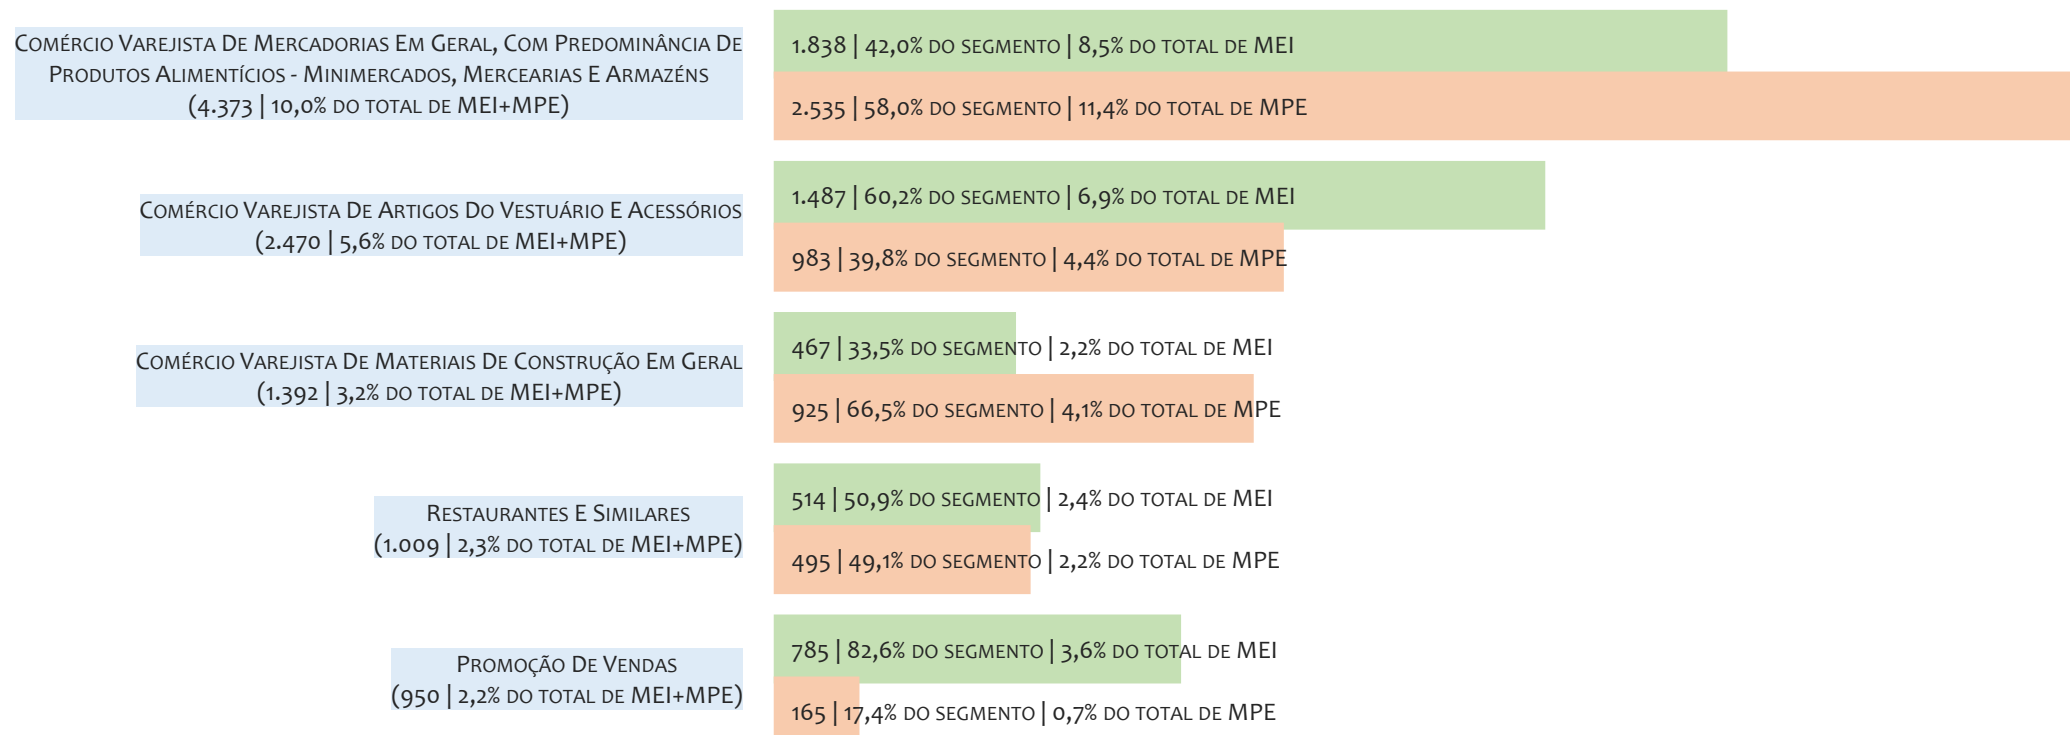 Comércio Varejista De Mercadorias Em Geral, Com Predominância De
Produtos Alimentícios - Minimercados, Mercearias E Armazéns
(4.373 | 10,0% do total de MEI+MPE)
1.838 | 42,0% do segmento | 8,5% do total de MEI
2.535 | 58,0% do segmento | 11,4% do total de MPE
Comércio Varejista De Artigos Do Vestuário E Acessórios
(2.470 | 5,6% do total de MEI+MPE)
1.487 | 60,2% do segmento | 6,9% do total de MEI
983 | 39,8% do segmento | 4,4% do total de MPE
Comércio Varejista De Materiais De Construção Em Geral
(1.392 | 3,2% do total de MEI+MPE)
467 | 33,5% do segmento | 2,2% do total de MEI
925 | 66,5% do segmento | 4,1% do total de MPE
Restaurantes E Similares
(1.009 | 2,3% do total de MEI+MPE)
514 | 50,9% do segmento | 2,4% do total de MEI
495 | 49,1% do segmento | 2,2% do total de MPE
Promoção De Vendas
(950 | 2,2% do total de MEI+MPE)
785 | 82,6% do segmento | 3,6% do total de MEI
165 | 17,4% do segmento | 0,7% do total de MPE